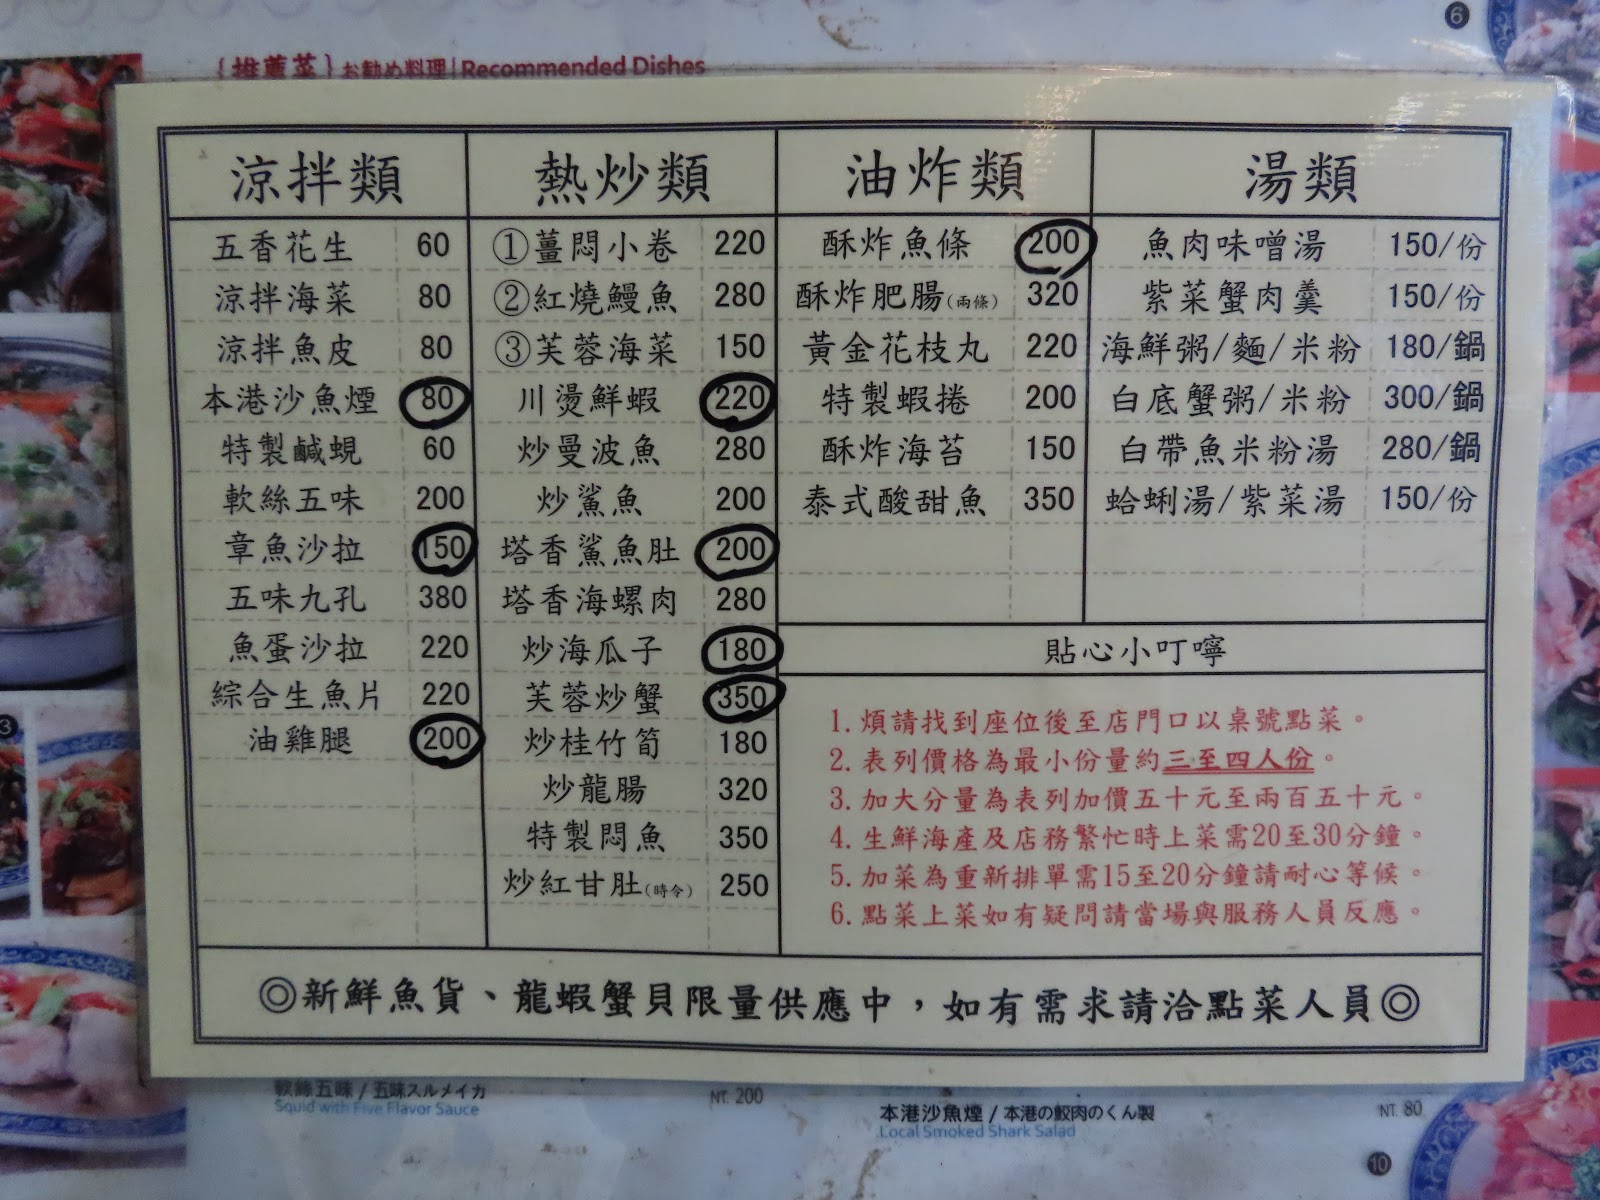 {推薦菜} お勧め料理 | Recommended Dishes
6
涼拌類
五香花生 60
涼拌海菜 80
涼拌魚皮 80
本港沙魚煙 80
特製鹹蜆 60
軟絲五味 200
章魚沙拉 150
五味九孔 380
魚蛋沙拉 220
綜合生魚片 220
油雞腿 200
熱炒類
①薑悶小卷 220
②紅燒鰻魚 280
③芙蓉海菜 150
川燙鮮蝦 220
炒曼波魚 280
炒鯊魚 200
塔香鯊魚肚 200
塔香海螺肉 280
炒海瓜子 180
芙蓉炒蟹 350
炒桂竹筍 180
炒龍腸 320
特製悶魚 350
炒紅甘肚(時令) 250
油炸類
酥炸魚條 200
酥炸肥腸(兩條) 320
黃金花枝丸 220
特製蝦捲 200
酥炸海苔 150
泰式酸甜魚 350
湯類
魚肉味噌湯 150/份
紫菜蟹肉羹 150/份
海鮮粥/麵/米粉 180/鍋
白底蟹粥/米粉 300/鍋
白帶魚米粉湯 280/鍋
蛤蜊湯/紫菜湯 150/份
貼心小叮嚀
1. 煩請找到座位後至店門口以桌號點菜。
2. 表列價格為最小份量約三至四人份。
3. 加大分量為表列加價五十元至兩百五十元。
4. 生鮮海產及店務繁忙時上菜需20至30分鐘。
5. 加菜為重新排單需15至20分鐘請耐心等候。
6. 點菜上菜如有疑問請當場與服務人員反應。
◎新鮮魚貨、龍蝦蟹貝限量供應中，如有需求請洽點菜人員◎
3
軟絲五味 / 五味スルメイカ
Squid with Five Flavor Sauce
NT. 200
本港沙魚煙 / 本港の鮫肉のくん製
Local Smoked Shark Salad
NT. 80
10